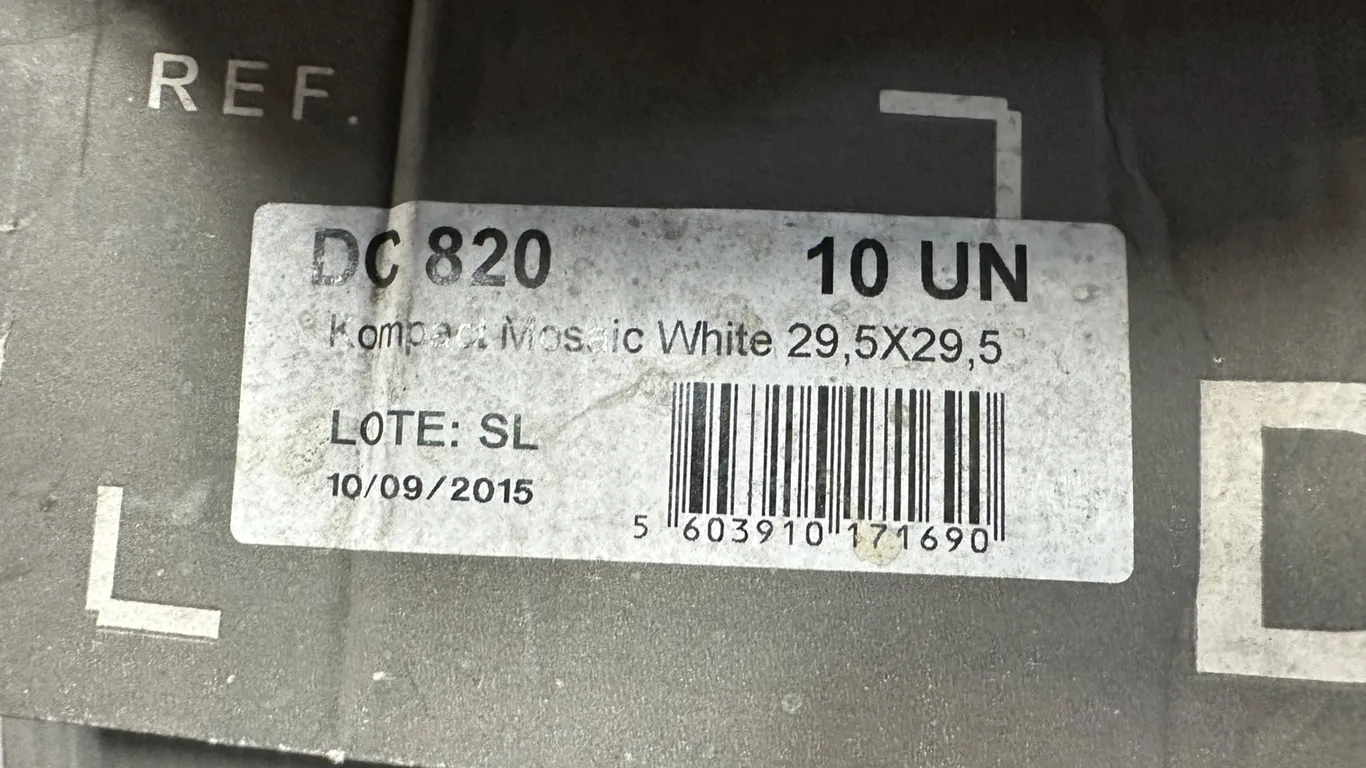 REF.
DC 820 10 UN
Kompact Mosaic White 29,5X29,5
LOTE: SL
10/09/2015
5 603910 171690